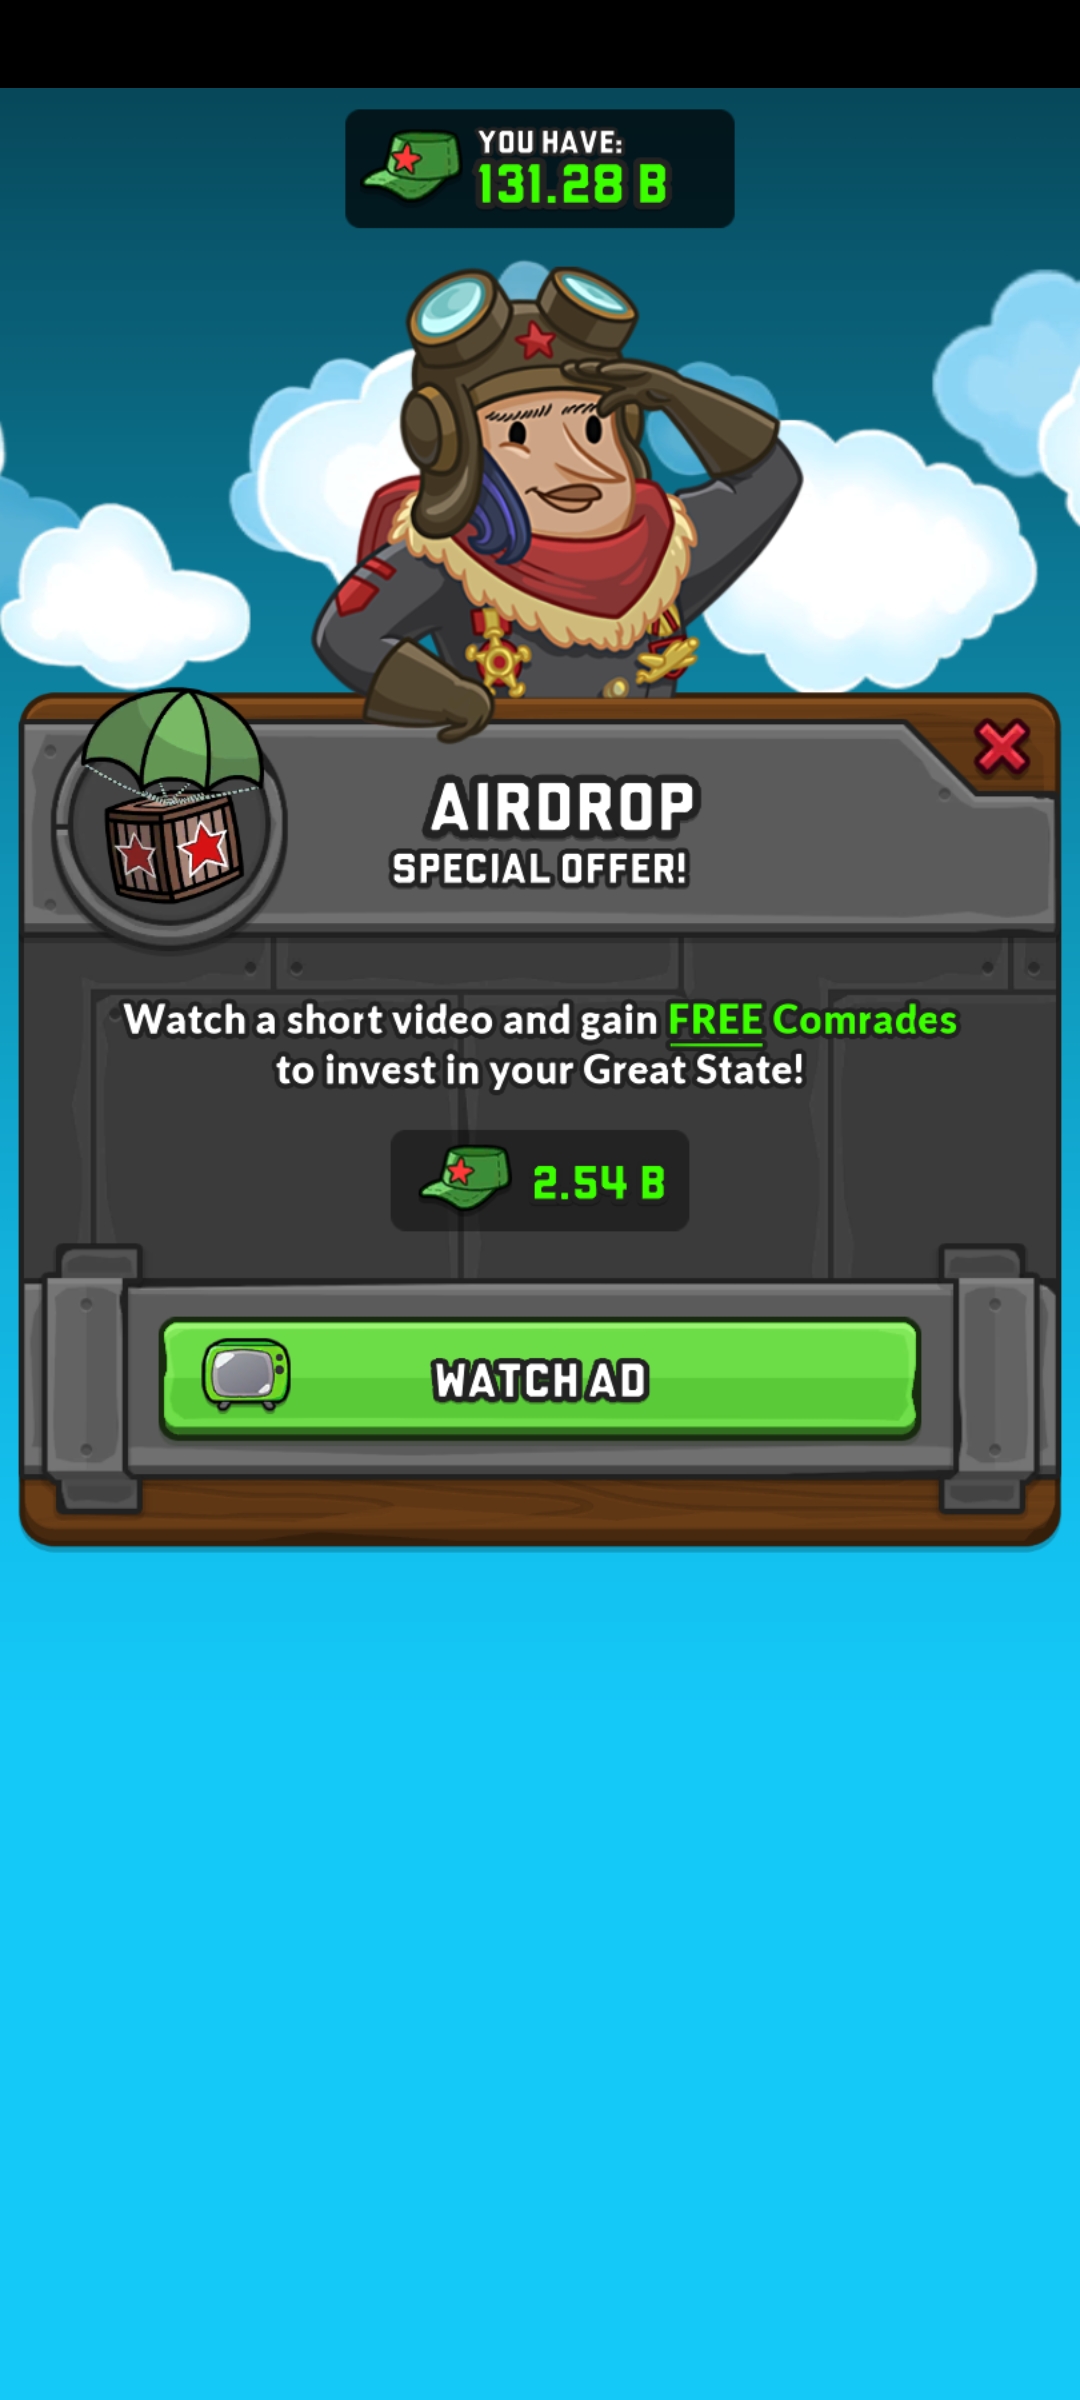 YOU HAVE:
131.28 B
AIRDROP
SPECIAL OFFER!
Watch a short video and gain FREE Comrades
to invest in your Great State!
2.54 B
WATCH AD